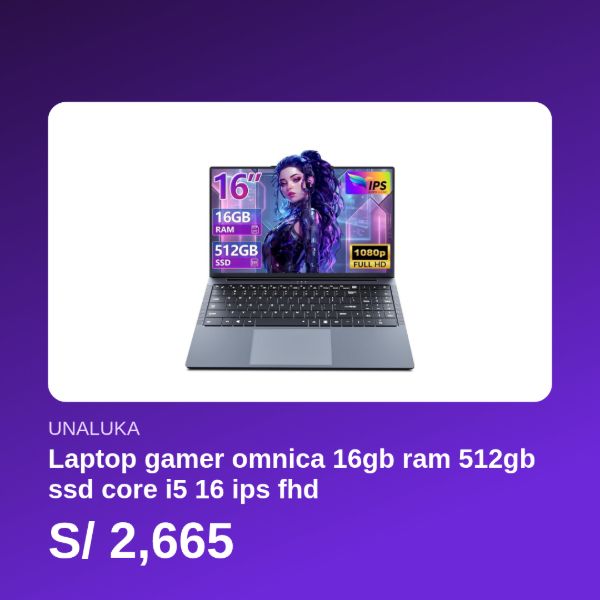 16”
IPS
16GB
RAM
512GB
SSD
1080p
FULL HD
UNALUKA
Laptop gamer omnica 16gb ram 512gb
ssd core i5 16 ips fhd
S/ 2,665